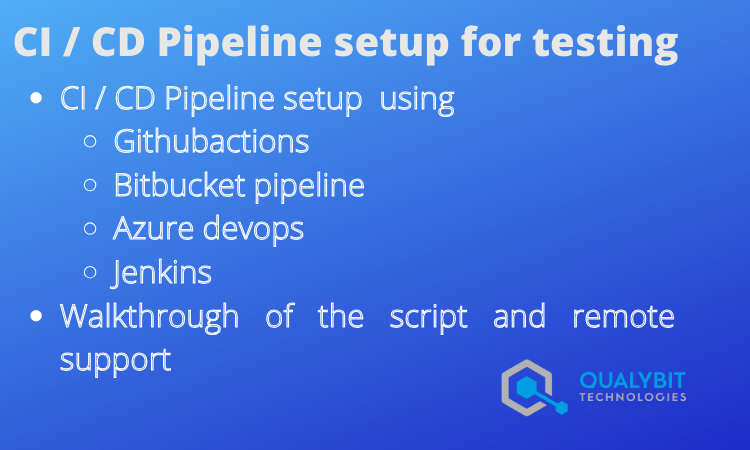 CI / CD Pipeline setup for testing
• CI / CD Pipeline setup using
○ Githubactions
○ Bitbucket pipeline
○ Azure devops
○ Jenkins
• Walkthrough of the script and remote
support
QUALYBIT
TECHNOLOGIES